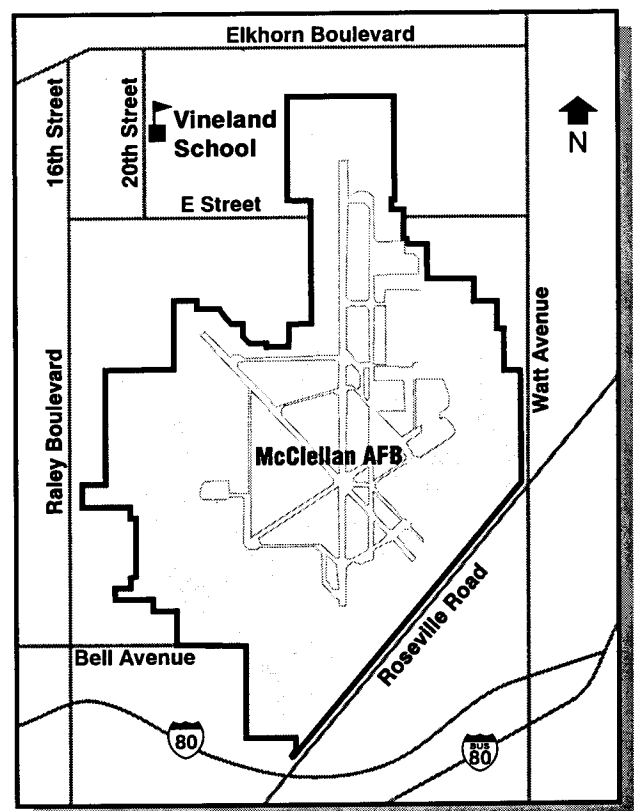 Elkhorn Boulevard
16th Street
20th Street
Vineland
School
N
E Street
Watt Avenue
Raley Boulevard
McClellan AFB
Roseville Road
Bell Avenue
80
BUS
80